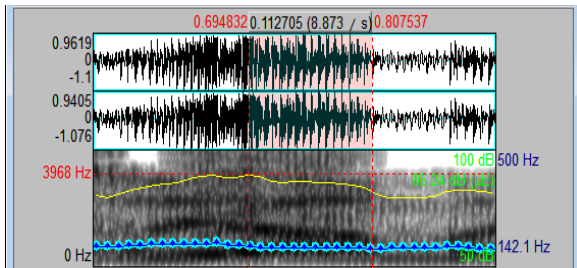 0.694832 0.112705 (8.873 / s) 0.807537
0.9619
0
-1.1
0.9405
0
-1.076
100 dB 500 Hz
3968 Hz
0 Hz
50 dB
142.1 Hz